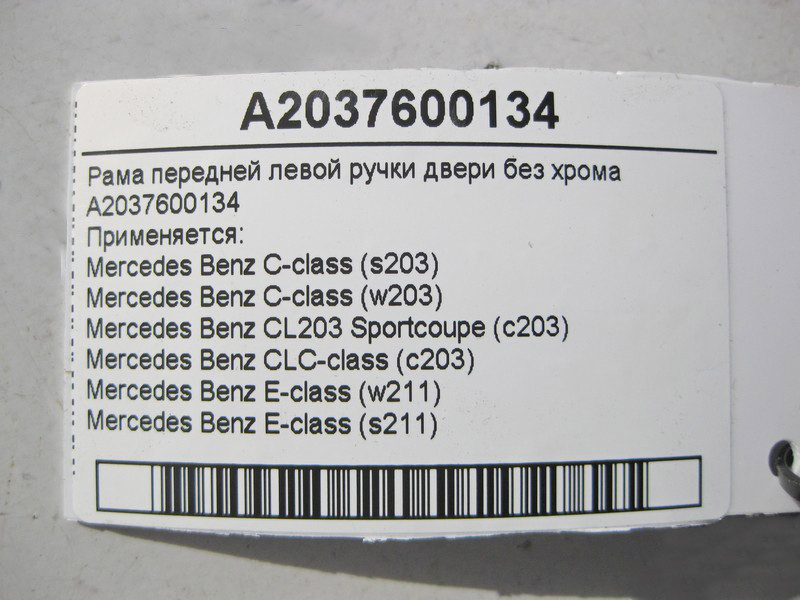 A2037600134
Рама передней левой ручки двери без хрома
A2037600134
Применяется:
Mercedes Benz C-class (s203)
Mercedes Benz C-class (w203)
Mercedes Benz CL203 Sportcoupe (c203)
Mercedes Benz CLC-class (c203)
Mercedes Benz E-class (w211)
Mercedes Benz E-class (s211)